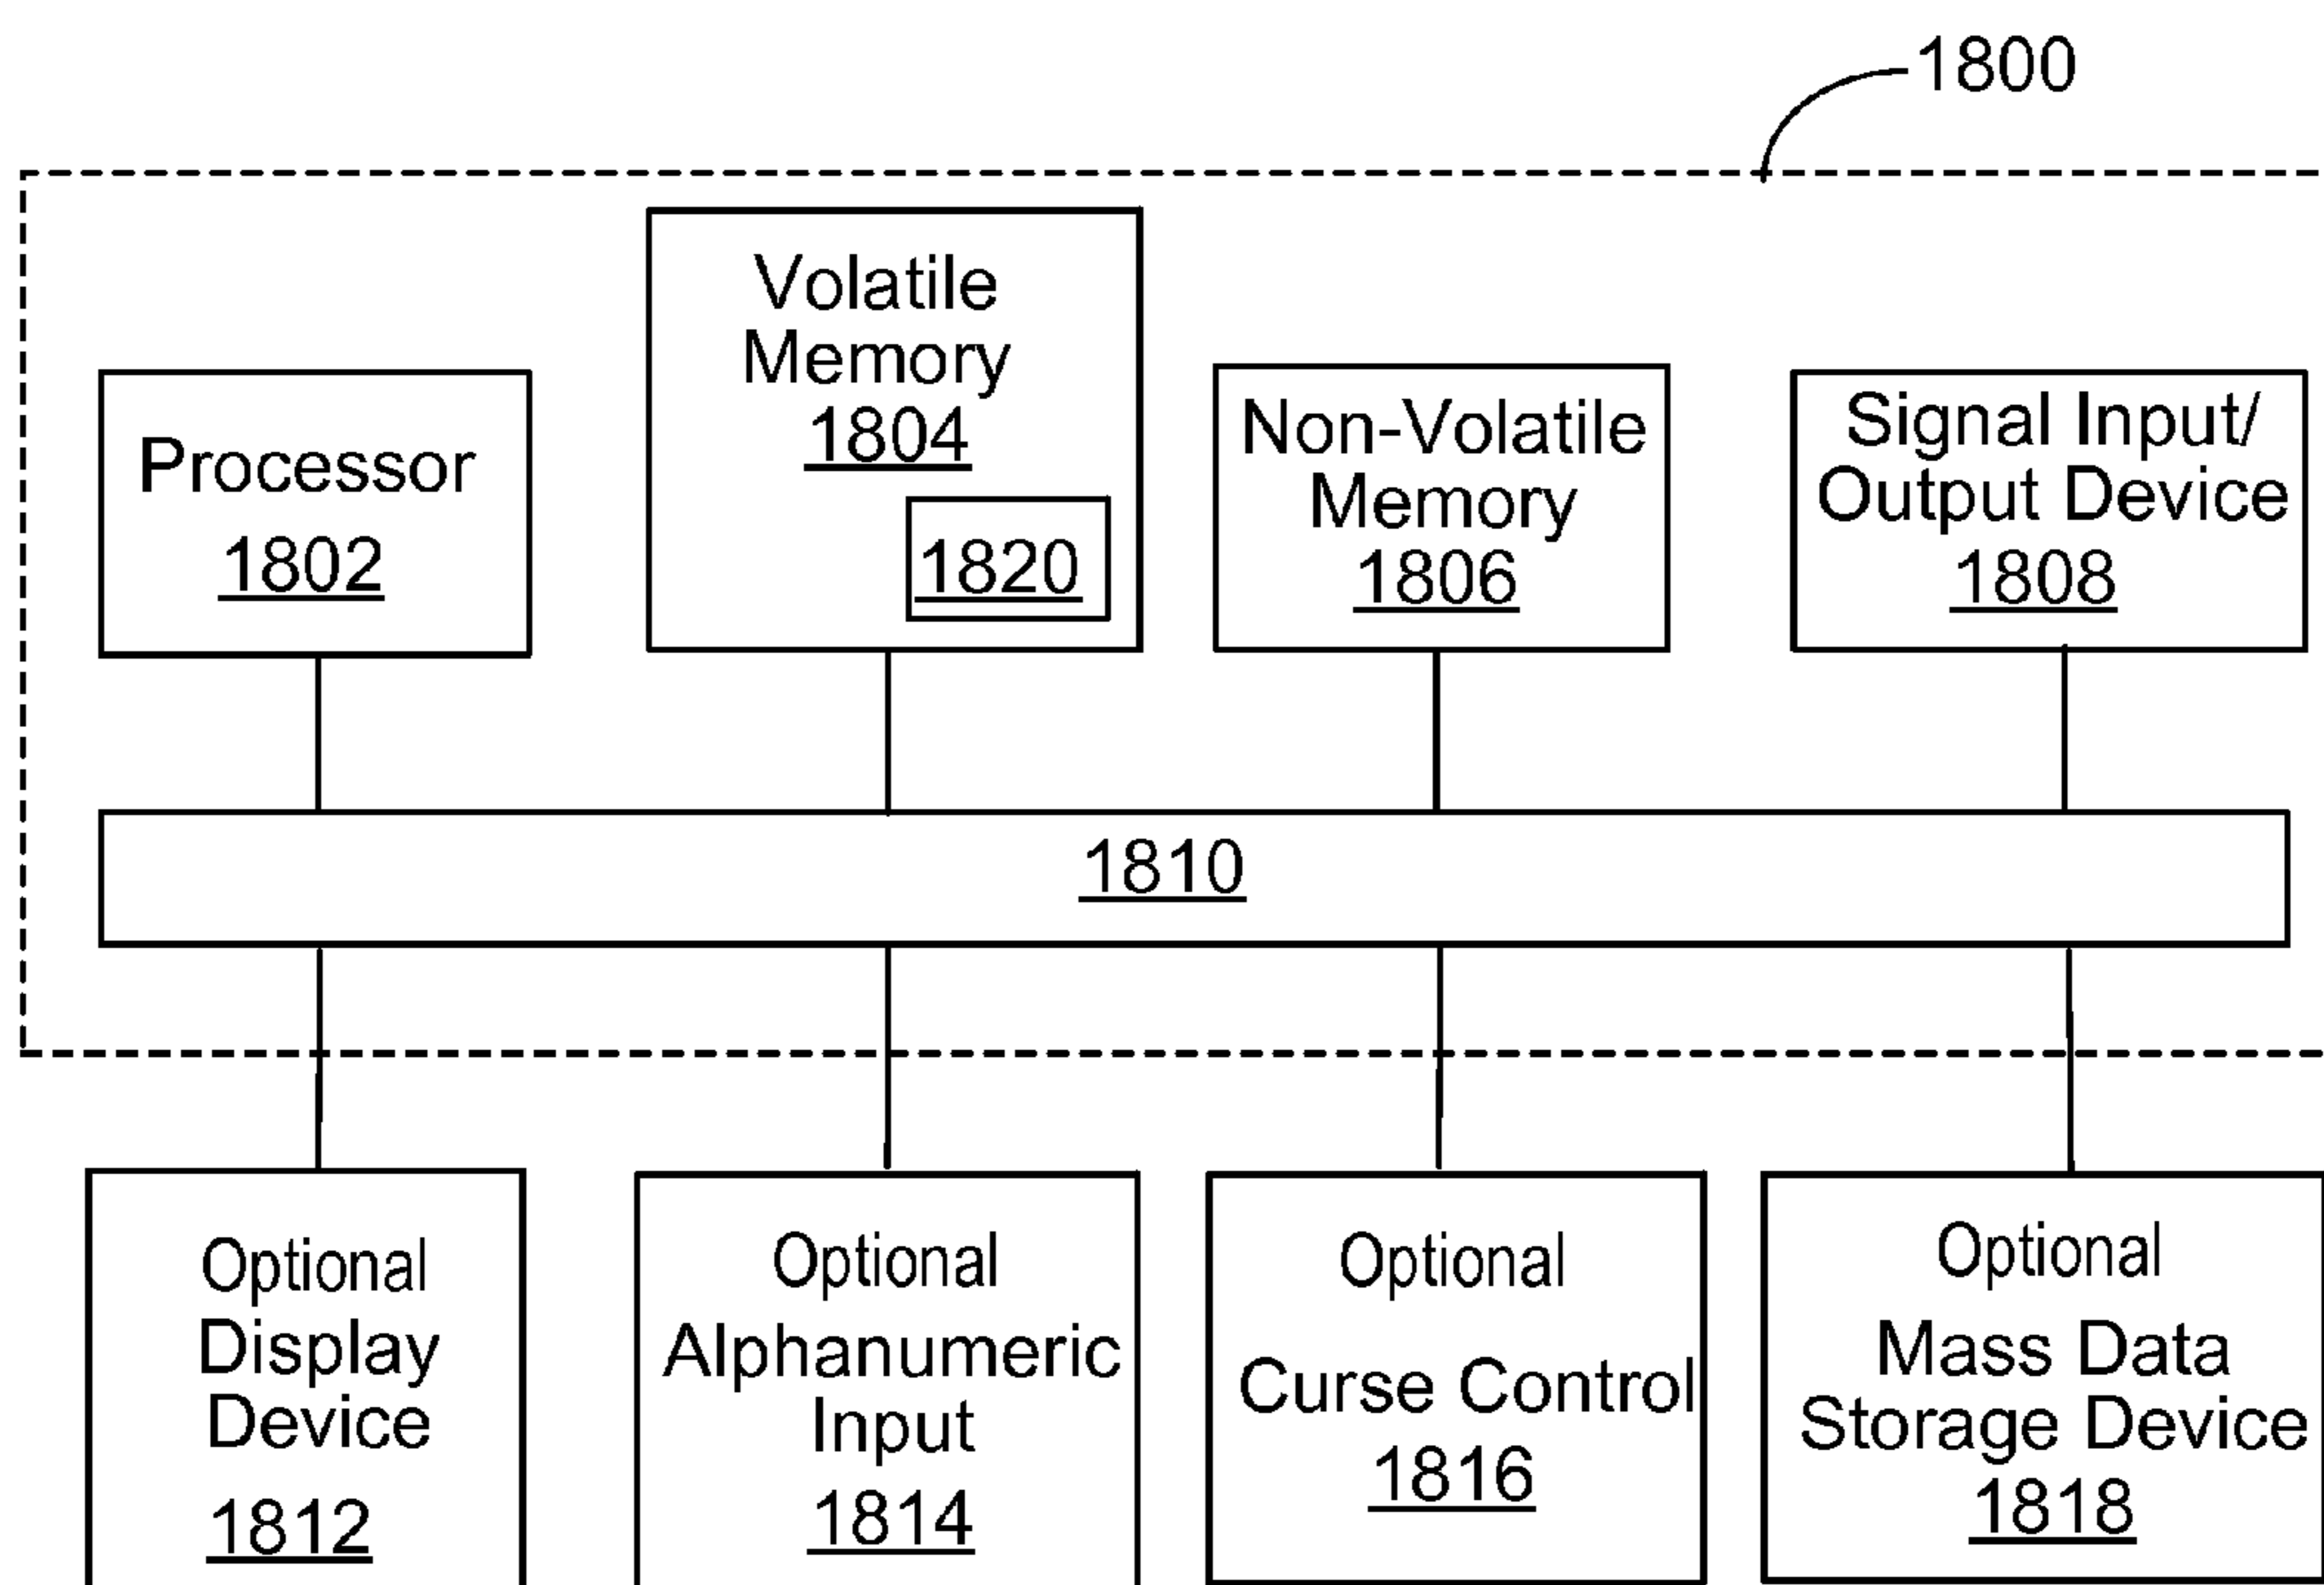 1800
Volatile
Memory
1804
1820
Processor
1802
Non-Volatile
Memory
1806
Signal Input/
Output Device
1808
1810
Optional
Display
Device
1812
Optional
Alphanumeric
Input
1814
Optional
Curse Control
1816
Optional
Mass Data
Storage Device
1818